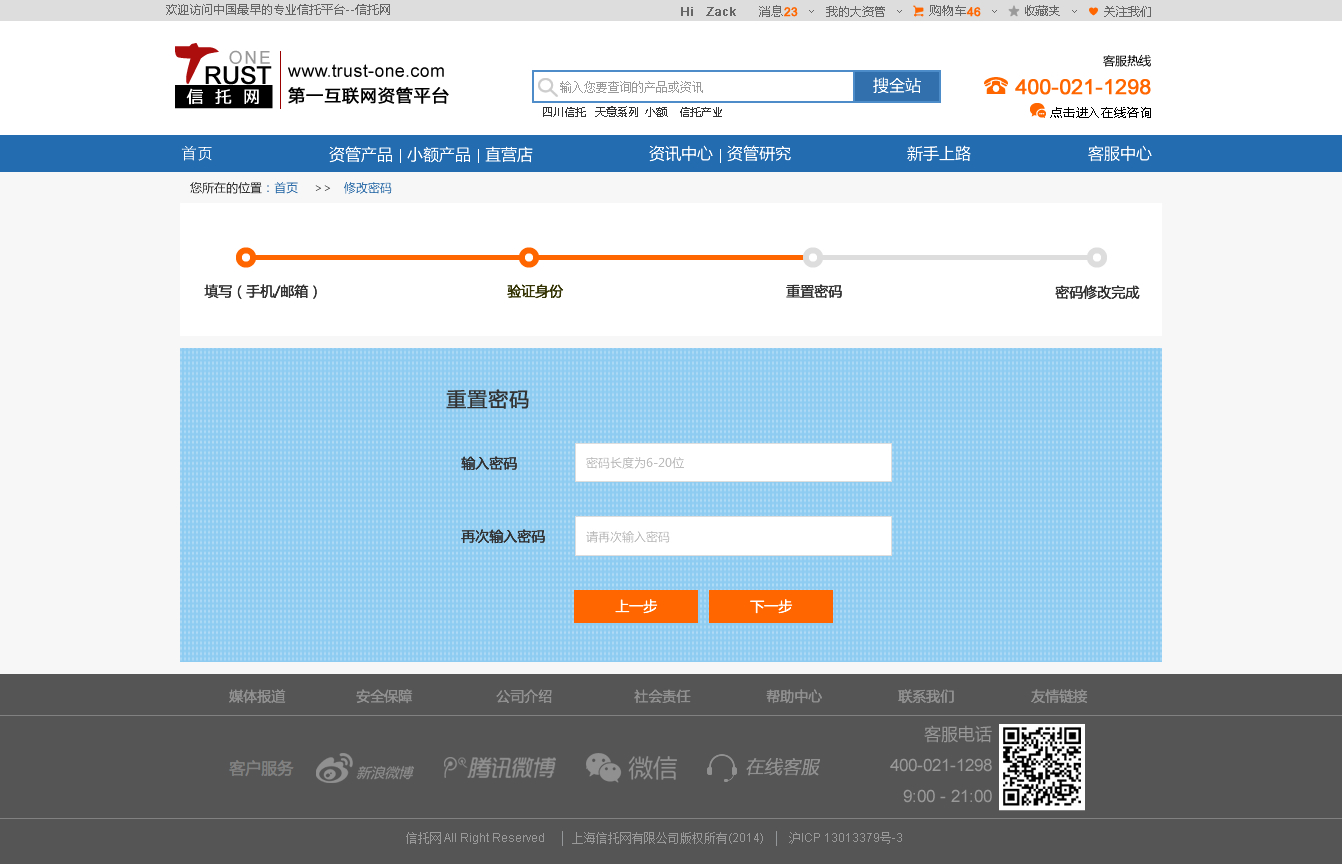 欢迎访问中国最早的专业信托平台--信托网
Hi Zack 消息23 我的大资管 购物车46 收藏夹 关注我们
ONE
TRUST
信托网
www.trust-one.com
第一互联网资管平台
输入您要查询的产品或资讯 搜全站
四川信托 天意系列 小额 信托产业
客服热线
400-021-1298
点击进入在线咨询
首页 资管产品 | 小额产品 | 直营店 资讯中心 | 资管研究 新手上路 客服中心
您所在的位置：首页 >> 修改密码
填写（手机/邮箱） 验证身份 重置密码 密码修改完成
重置密码
输入密码 密码长度为6-20位
再次输入密码 请再次输入密码
上一步 下一步
媒体报道 安全保障 公司介绍 社会责任 帮助中心 联系我们 友情链接
客户服务 新浪微博 腾讯微博 微信 在线客服
客服电话
400-021-1298
9:00 - 21:00
信托网 All Right Reserved | 上海信托网有限公司版权所有(2014) | 沪ICP 13013379号-3